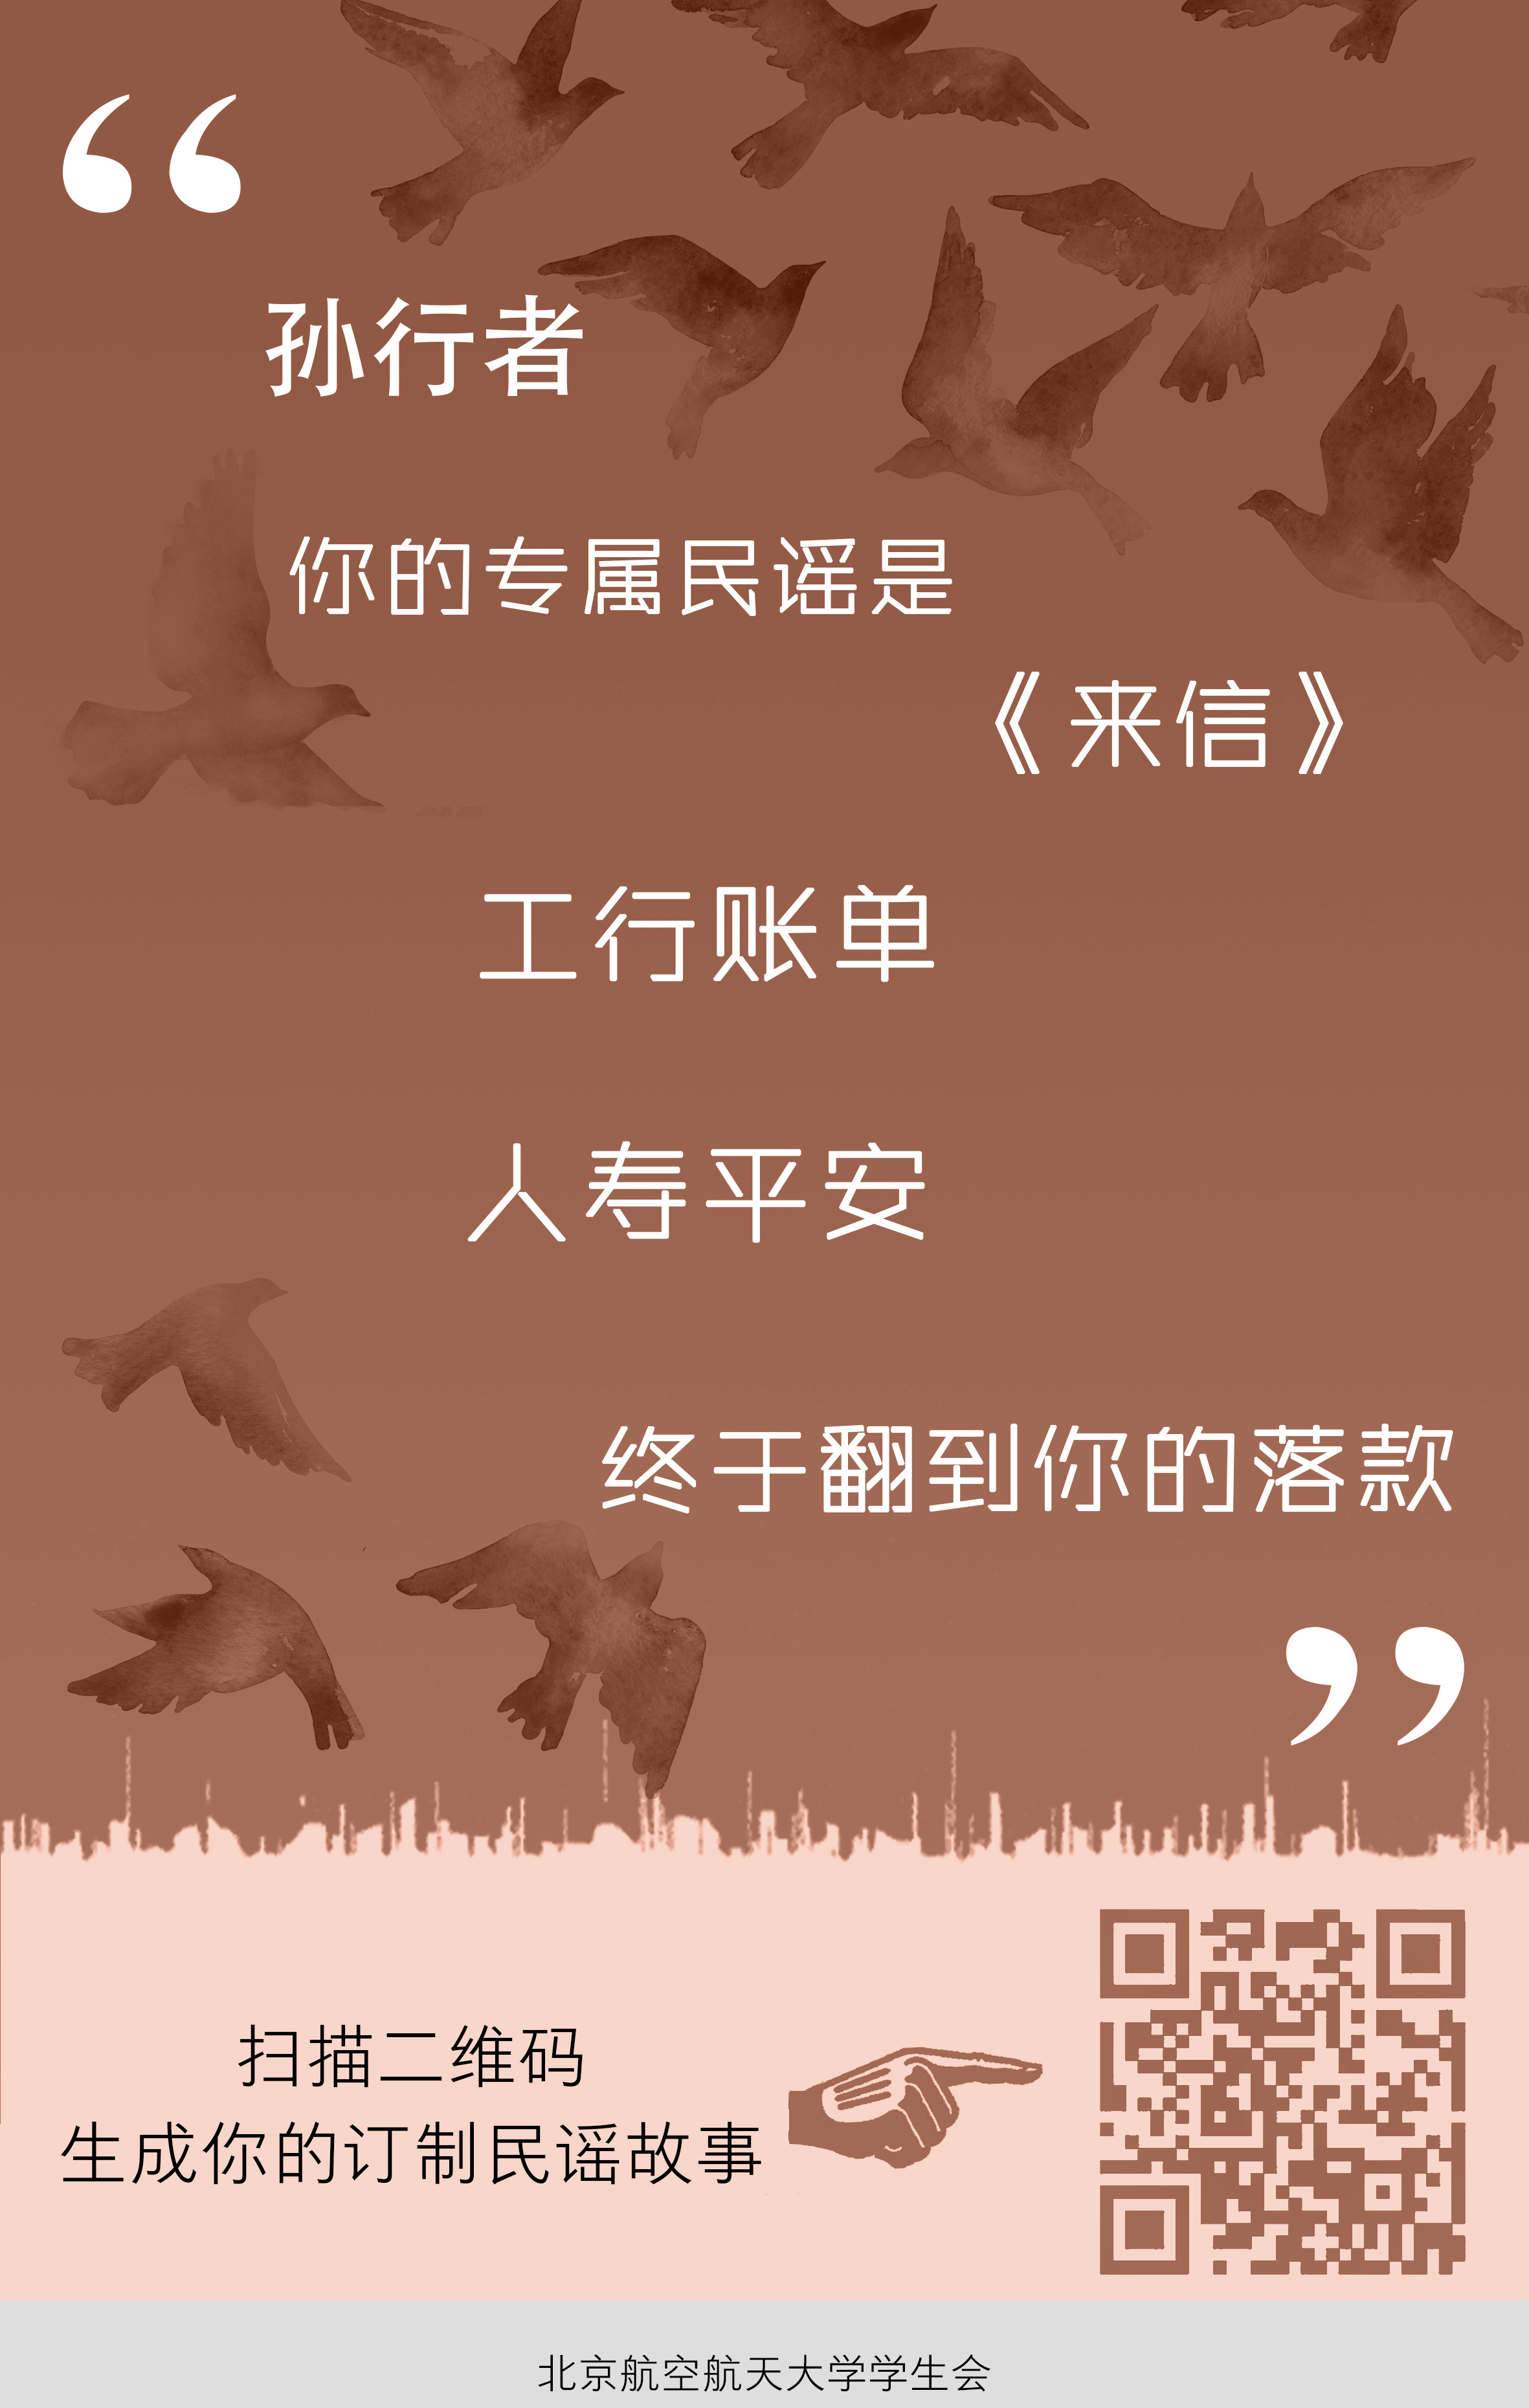 “
孙行者
你的专属民谣是
《来信》
工行账单
人寿平安
终于翻到你的落款
”
扫描二维码
生成你的订制民谣故事
北京航空航天大学学生会